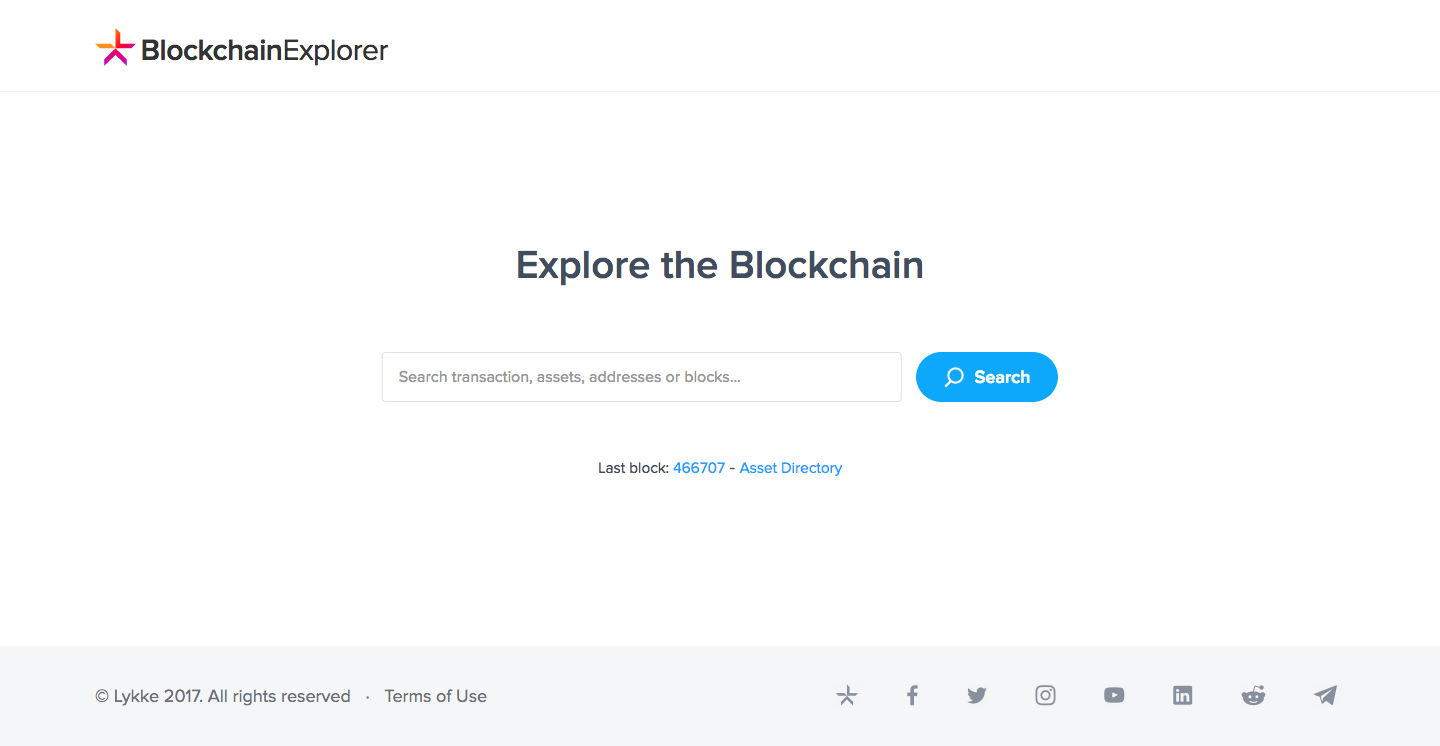 BlockchainExplorer
Explore the Blockchain
Search transaction, assets, addresses or blocks...
Search
Last block: 466707 - Asset Directory
© Lykke 2017. All rights reserved · Terms of Use